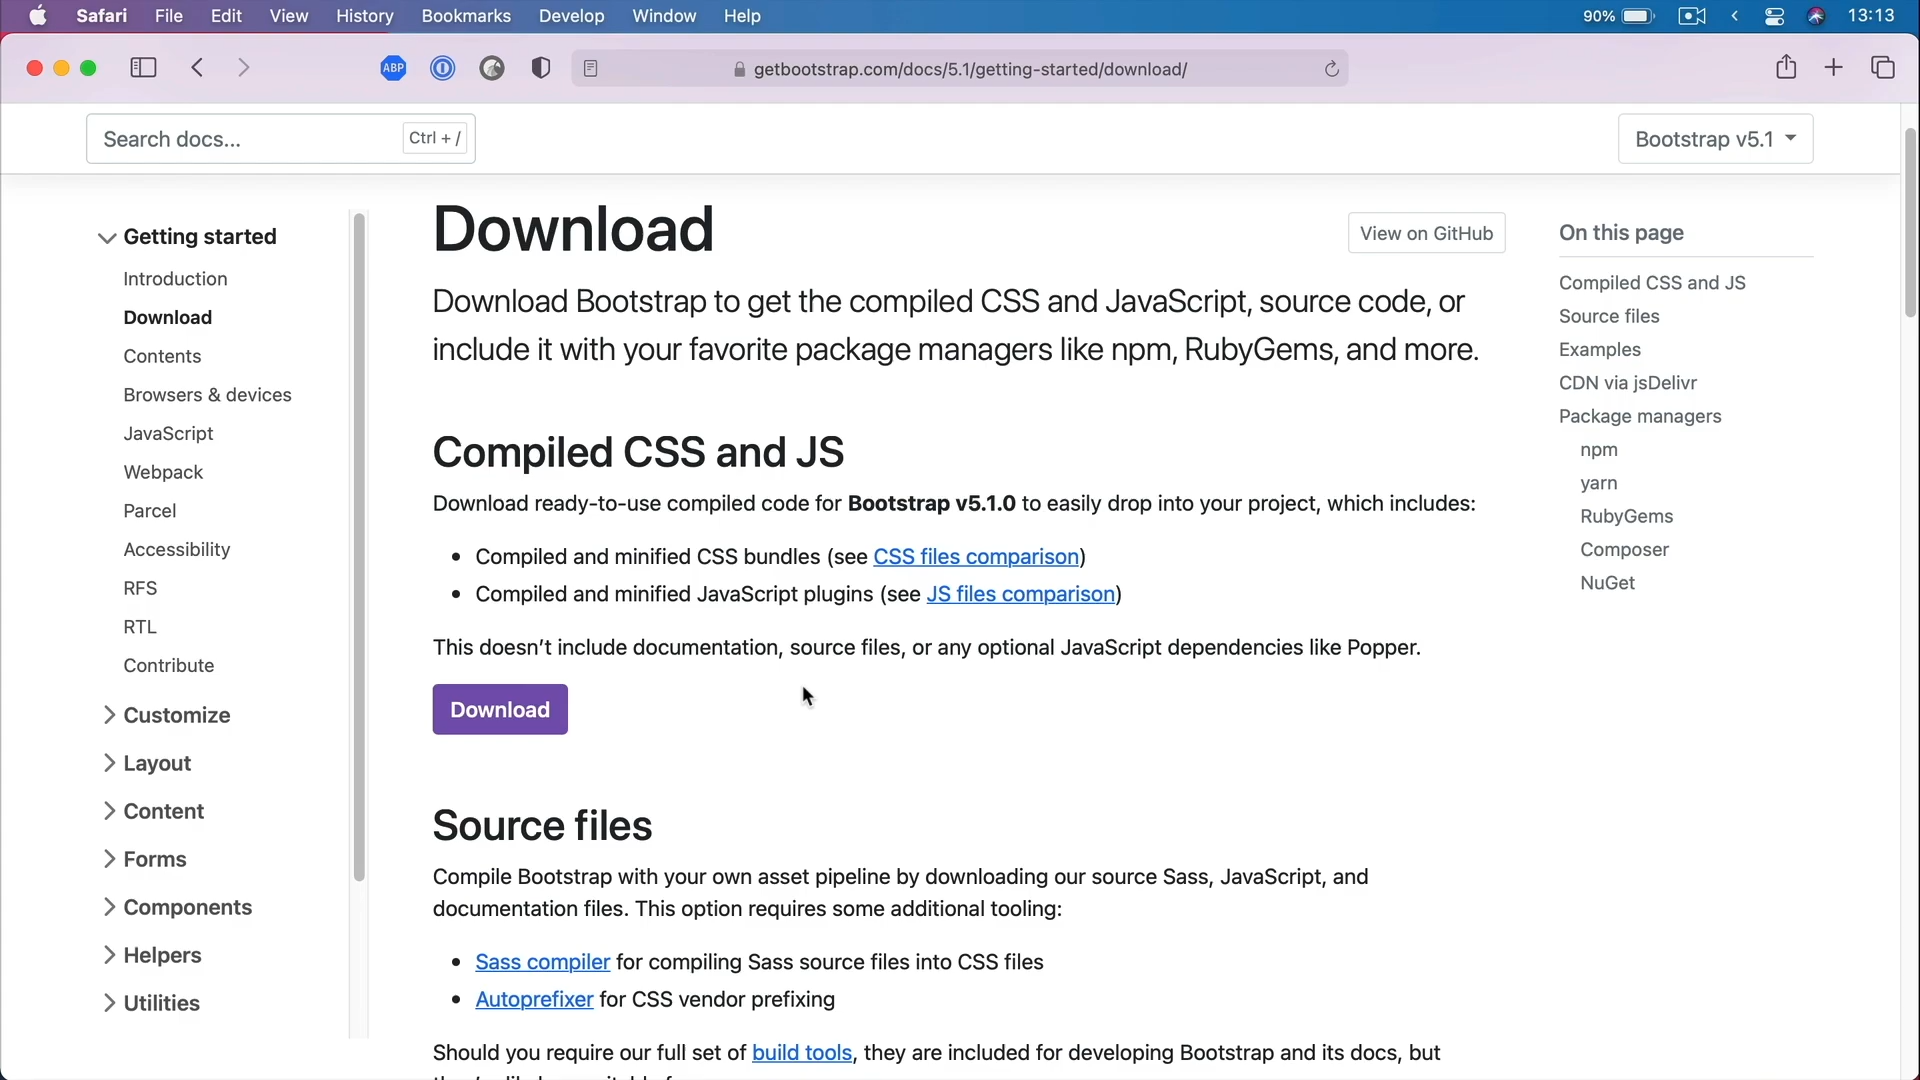 Safari File Edit View History Bookmarks Develop Window Help 90% 13:13
ABP getbootstrap.com/docs/5.1/getting-started/download/
Search docs... Ctrl + / Bootstrap v5.1
Getting started
Introduction
Download
Contents
Browsers & devices
JavaScript
Webpack
Parcel
Accessibility
RFS
RTL
Contribute
Customize
Layout
Content
Forms
Components
Helpers
Utilities
Download
View on GitHub
Download Bootstrap to get the compiled CSS and JavaScript, source code, or
include it with your favorite package managers like npm, RubyGems, and more.
Compiled CSS and JS
Download ready-to-use compiled code for Bootstrap v5.1.0 to easily drop into your project, which includes:
• Compiled and minified CSS bundles (see CSS files comparison)
• Compiled and minified JavaScript plugins (see JS files comparison)
This doesn’t include documentation, source files, or any optional JavaScript dependencies like Popper.
Download
Source files
Compile Bootstrap with your own asset pipeline by downloading our source Sass, JavaScript, and
documentation files. This option requires some additional tooling:
• Sass compiler for compiling Sass source files into CSS files
• Autoprefixer for CSS vendor prefixing
Should you require our full set of build tools, they are included for developing Bootstrap and its docs, but
On this page
Compiled CSS and JS
Source files
Examples
CDN via jsDelivr
Package managers
npm
yarn
RubyGems
Composer
NuGet